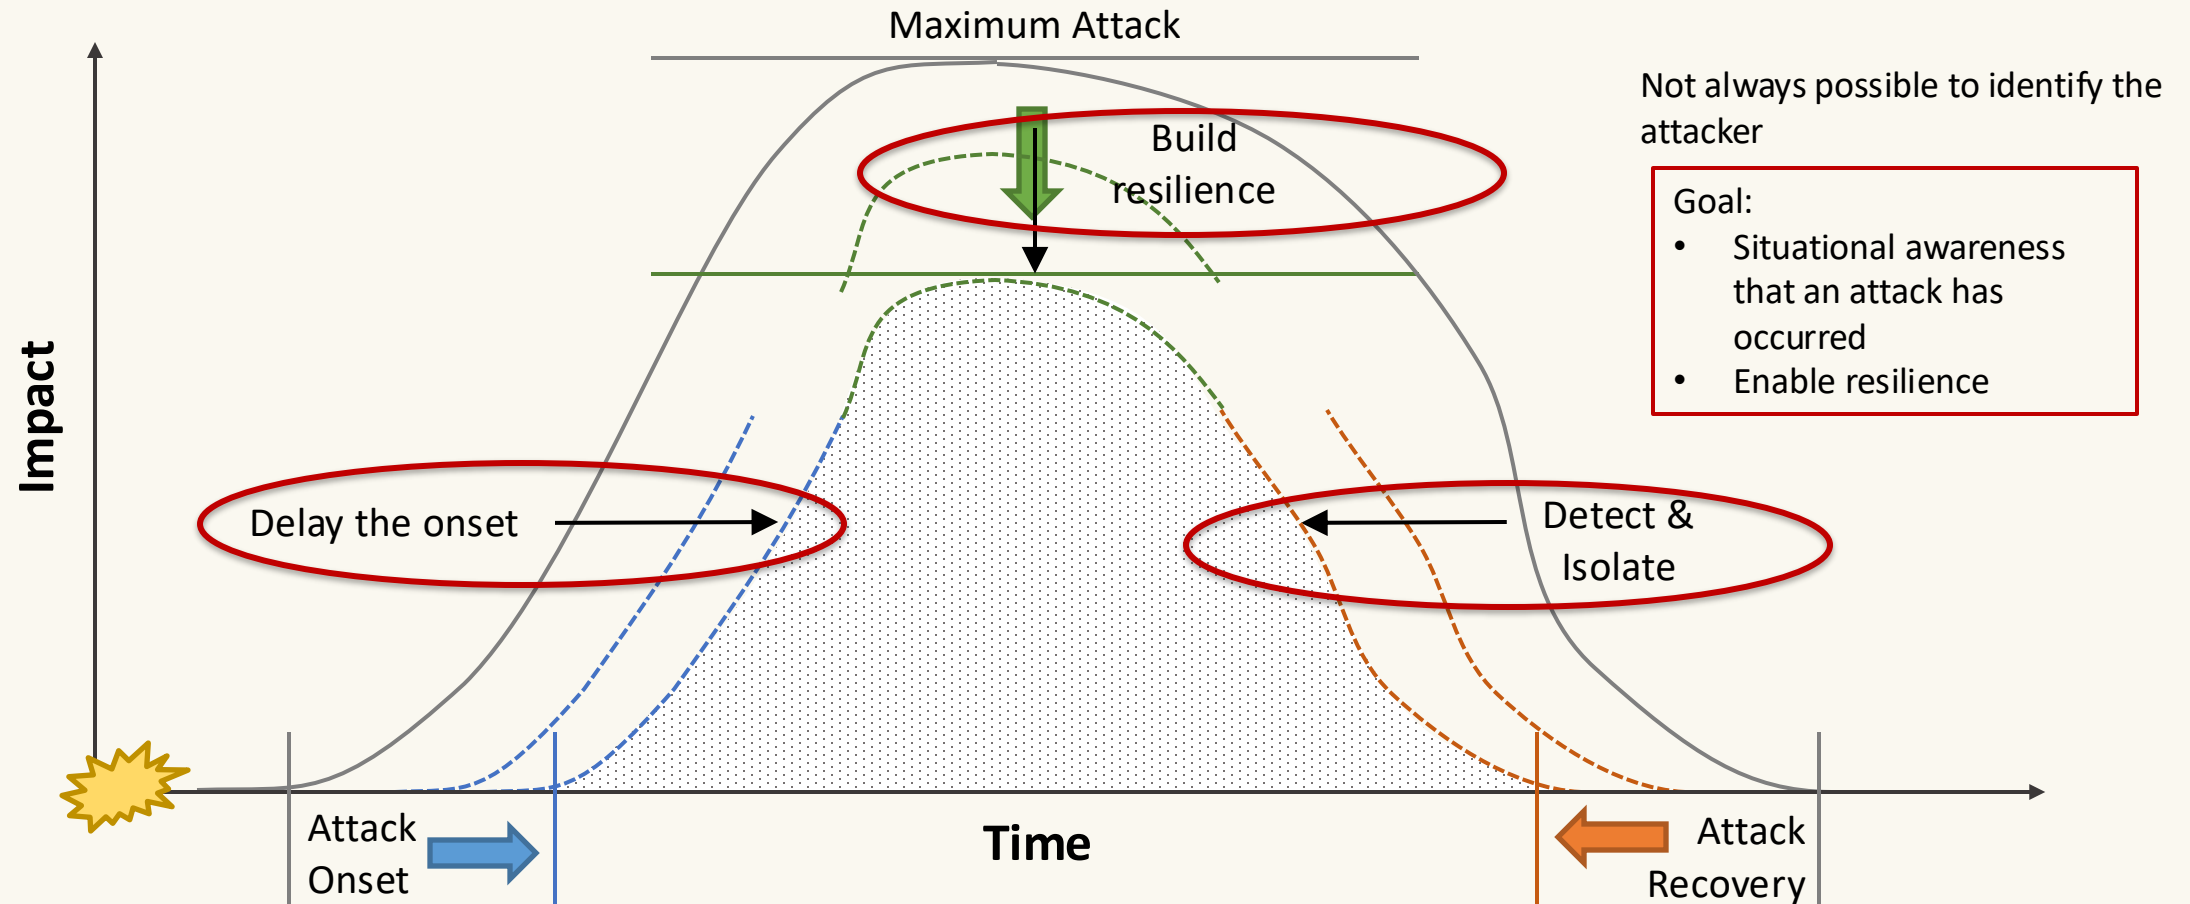 Maximum Attack
Not always possible to identify the
attacker
Build
resilience
Goal:
• Situational awareness
that an attack has
occurred
• Enable resilience
Impact
Delay the onset
Detect &
Isolate
Attack
Onset
Time
Attack
Recovery